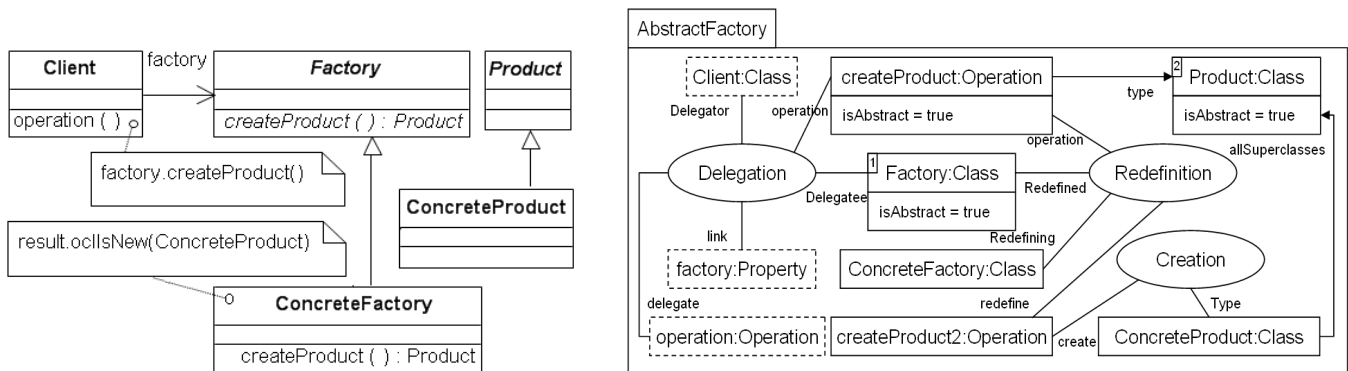 Client
factory
Factory
Product
operation ( )
createProduct ( ) : Product
factory.createProduct()
ConcreteProduct
result.oclIsNew(ConcreteProduct)
ConcreteFactory
createProduct ( ) : Product
AbstractFactory
Client:Class
createProduct:Operation
2
Product:Class
Delegator
operation
isAbstract = true
type
isAbstract = true
operation
allSuperclasses
Delegation
1
Factory:Class
Redefinition
Delegatee
Redefined
isAbstract = true
link
Redefining
factory:Property
ConcreteFactory:Class
Creation
delegate
redefine
Type
operation:Operation
createProduct2:Operation
create
ConcreteProduct:Class